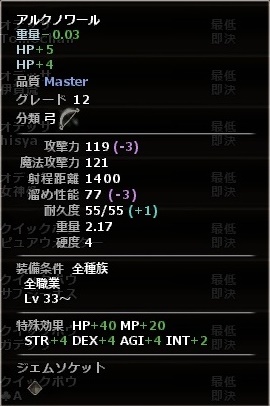 アルクノワール
重量-0.03
HP+5
HP+4
品質 Master
グレード 12
分類 弓
攻撃力 119 (-3)
魔法攻撃力 121
射程距離 1400
溜め性能 77 (-3)
耐久度 55/55 (+1)
重量 2.17
硬度 4
装備条件 全種族
全職業
Lv 33～
特殊効果 HP+40 MP+20
STR+4 DEX+4 AGI+4 INT+2
ジェムソケット